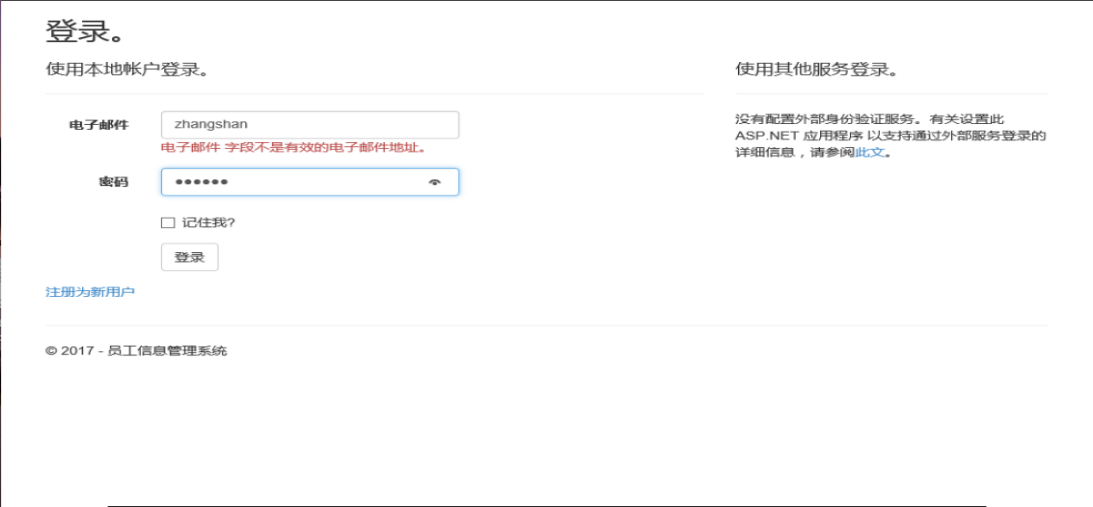 登录。
使用本地帐户登录。
电子邮件 zhangshan
电子邮件 字段不是有效的电子邮件地址。
密码 ••••••
记住我?
登录
注册为新用户
使用其他服务登录。
没有配置外部身份验证服务。有关设置此
ASP.NET 应用程序 以支持通过外部服务登录的
详细信息，请参阅此文。
© 2017 - 员工信息管理系统